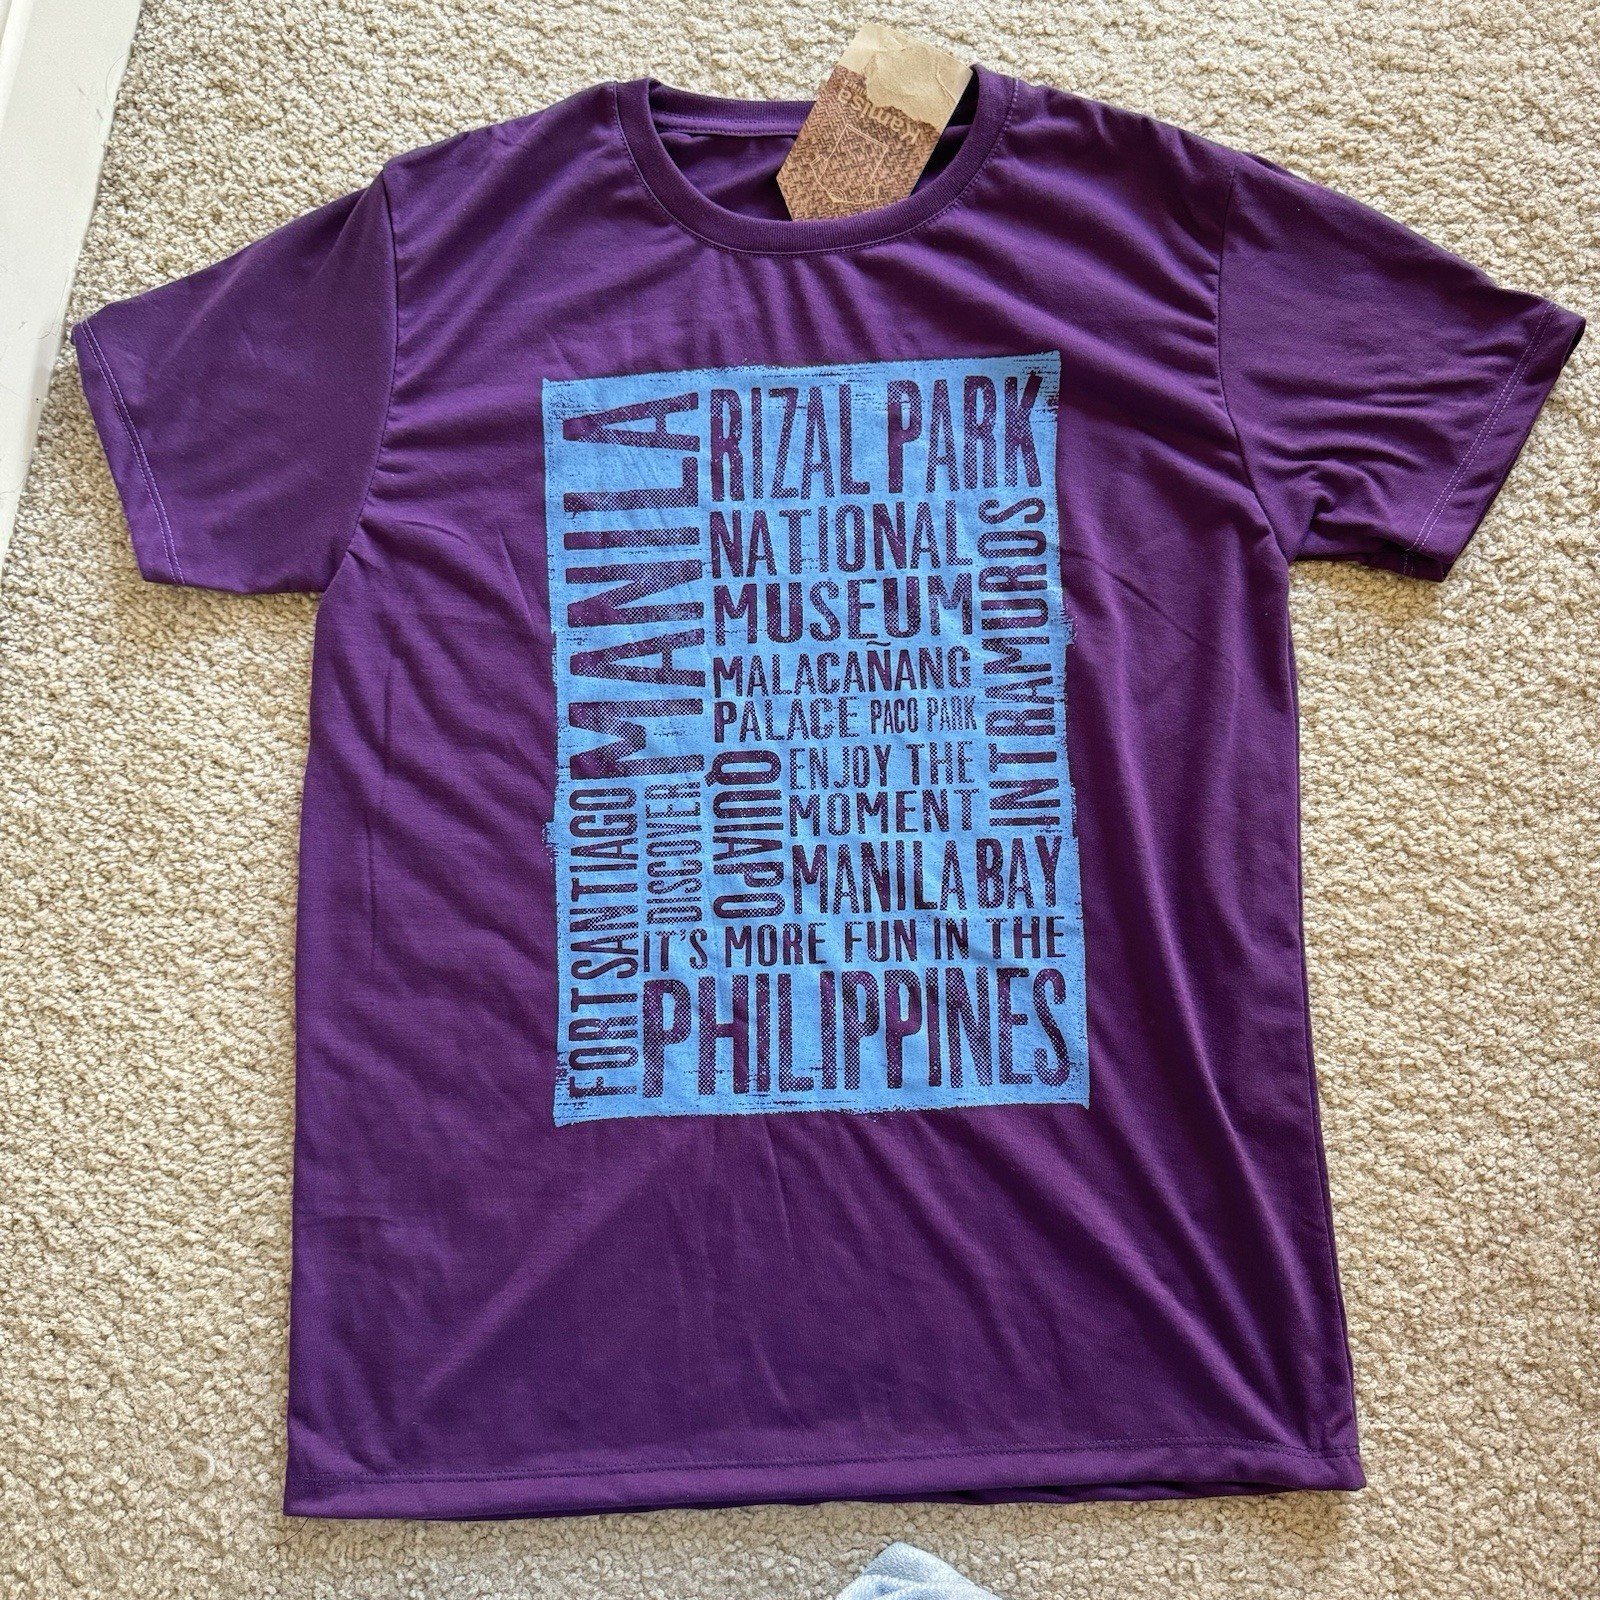 Kamisa
MANILA
RIZAL PARK
NATIONAL
MUSEUM
INTRAMUROS
MALACAÑANG
PALACE PACO PARK
QUIAPO
ENJOY THE
MOMENT
MANILA BAY
FORT SANTIAGO
DISCOVER
IT'S MORE FUN IN THE
PHILIPPINES